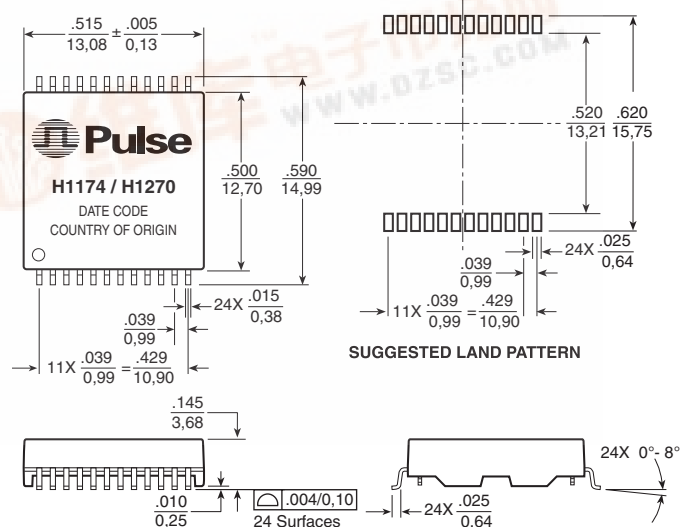 .515 ± .005
13,08 0,13
Pulse
H1174 / H1270
DATE CODE
COUNTRY OF ORIGIN
.500
12,70
.590
14,99
24X .015
0,38
.039
0,99
11X .039 = .429
0,99 10,90
.520 .620
13,21 15,75
24X .025
0,64
.039
0,99
11X .039 = .429
0,99 10,90
SUGGESTED LAND PATTERN
.145
3,68
.010
0,25
.004/0,10
24 Surfaces
24X .025
0.64
24X 0°- 8°
WWW.DZSC.COM